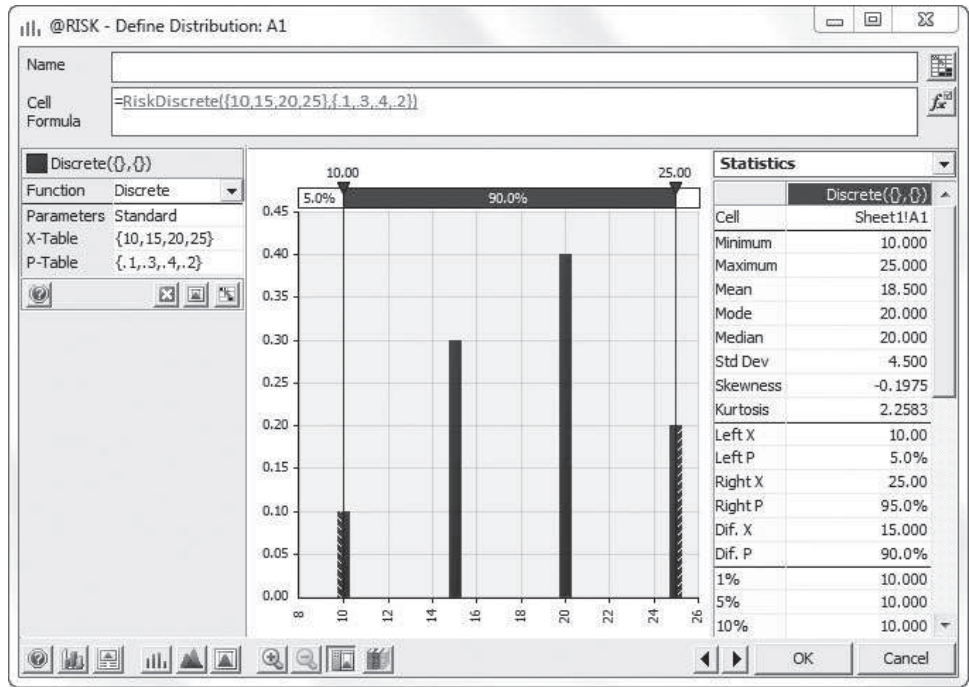 @RISK - Define Distribution: A1
Name
Cell Formula
=RiskDiscrete({10,15,20,25},{.1,.3,.4,.2})
Discrete({},{})
Function Discrete
Parameters Standard
X-Table {10,15,20,25}
P-Table {.1,.3,.4,.2}
10.00 25.00
5.0% 90.0%
0.45
0.40
0.35
0.30
0.25
0.20
0.15
0.10
0.05
0.00
8 10 12 14 16 18 20 22 24 26
Statistics
Discrete({},{})
Cell Sheet1!A1
Minimum 10.000
Maximum 25.000
Mean 18.500
Mode 20.000
Median 20.000
Std Dev 4.500
Skewness -0.1975
Kurtosis 2.2583
Left X 10.00
Left P 5.0%
Right X 25.00
Right P 95.0%
Dif. X 15.000
Dif. P 90.0%
1% 10.000
5% 10.000
10% 10.000
OK Cancel